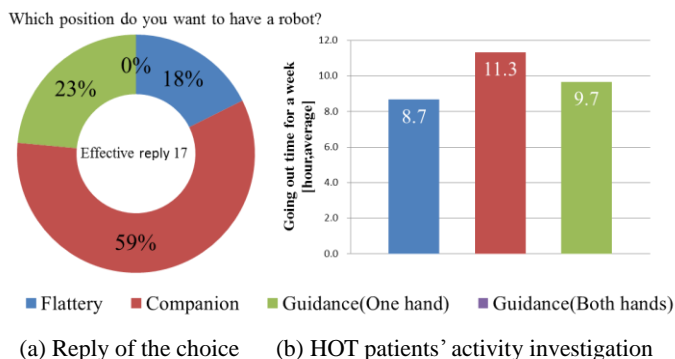 Which position do you want to have a robot?
0%
18%
23%
Effective reply 17
59%
Going out time for a week
[hour,average]
12.0
10.0
8.0
6.0
4.0
2.0
0.0
8.7
11.3
9.7
Flattery Companion Guidance(One hand) Guidance(Both hands)
(a) Reply of the choice (b) HOT patients’ activity investigation